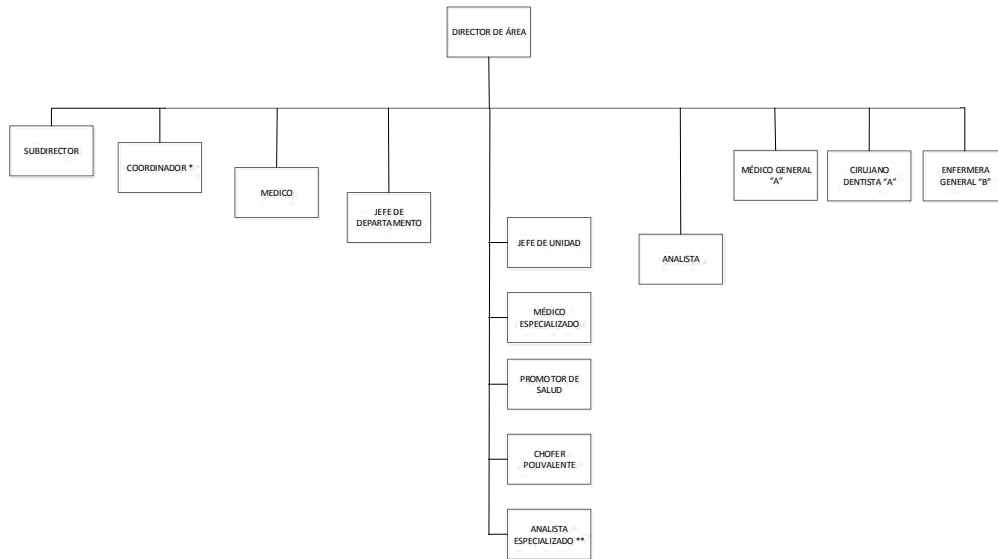 DIRECTOR DE ÁREA
SUBDIRECTOR
COORDINADOR *
MEDICO
JEFE DE
DEPARTAMENTO
JEFE DE UNIDAD
MÉDICO
ESPECIALIZADO
PROMOTOR DE
SALUD
CHOFER
POLIVALENTE
ANALISTA
ESPECIALIZADO **
ANALISTA
MÉDICO GENERAL
"A"
CIRUJANO
DENTISTA "A"
ENFERMERA
GENERAL "B"